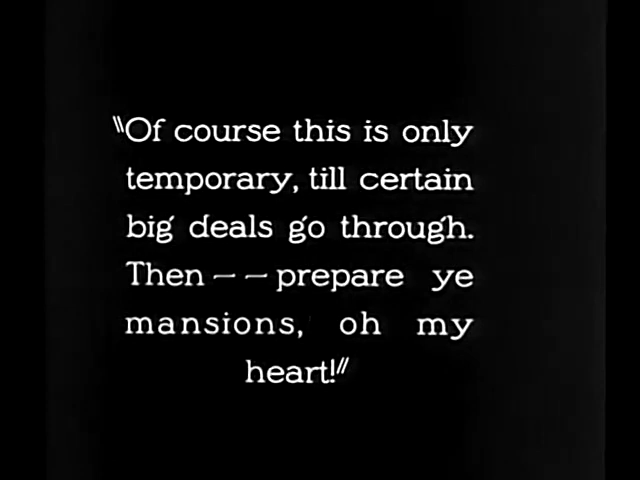 "Of course this is only
temporary, till certain
big deals go through.
Then — — prepare ye
mansions, oh my
heart!"